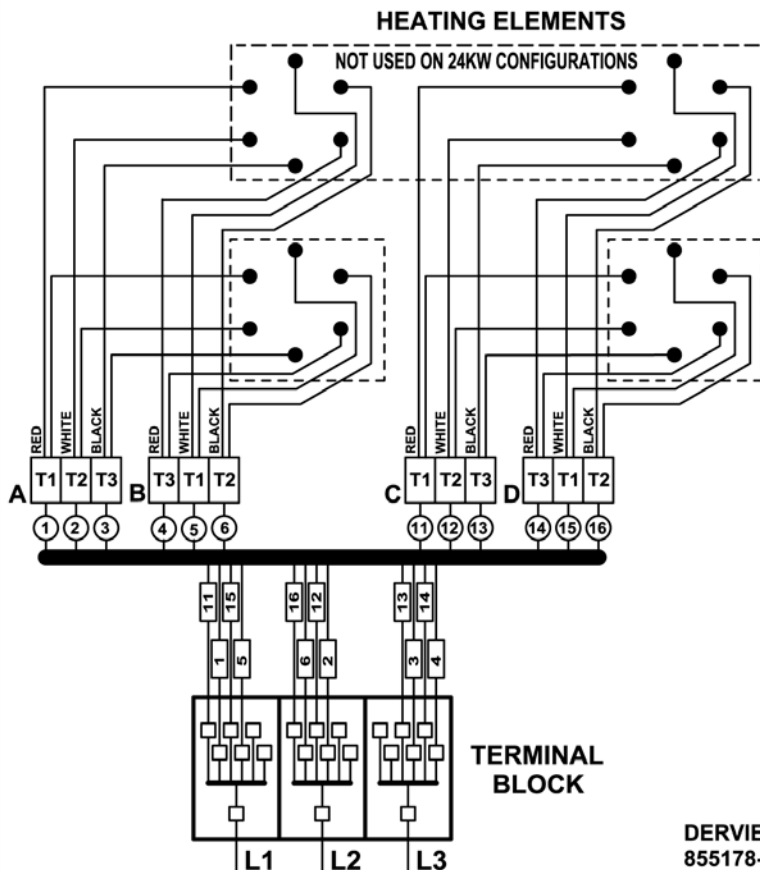 HEATING ELEMENTS
NOT USED ON 24KW CONFIGURATIONS
RED WHITE BLACK RED WHITE BLACK RED WHITE BLACK RED WHITE BLACK
A T1 T2 T3 B T3 T1 T2 C T1 T2 T3 D T3 T1 T2
1 2 3 4 5 6 11 12 13 14 15 16
11 15 16 12 13 14
1 5 6 2 3 4
TERMINAL
BLOCK
L1 L2 L3
DERVIE
855178-